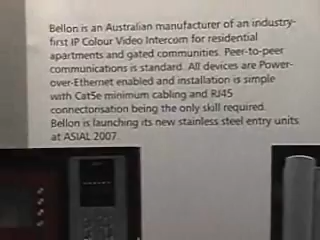 Bellon is an Australian manufacturer of an industry-
first IP Colour Video Intercom for residential
apartments and gated communities. Peer-to-peer
communications is standard. All devices are Power-
over-Ethernet enabled and installation is simple
with Cat5e minimum cabling and RJ45
connectorisation being the only skill required.
Bellon is launching its new stainless steel entry units
at ASIAL 2007.